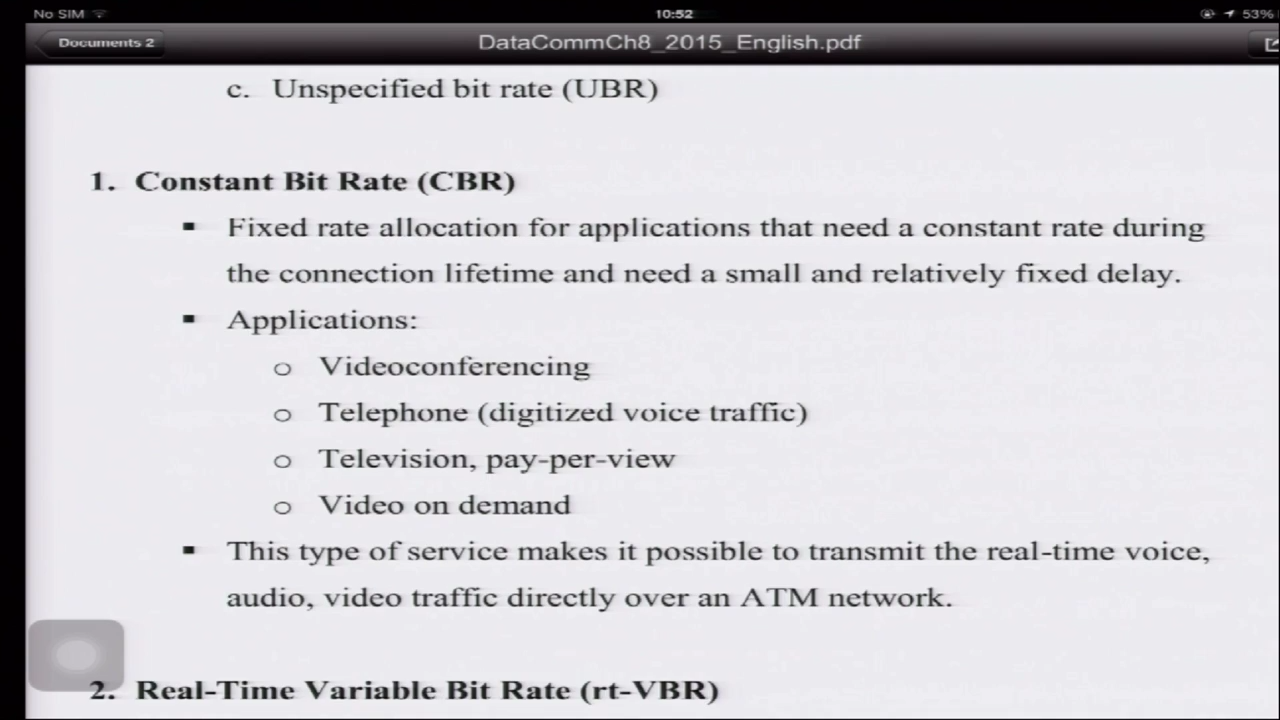 No SIM 10:52 53%
Documents 2 DataCommCh8_2015_English.pdf
c. Unspecified bit rate (UBR)
1. Constant Bit Rate (CBR)
▪ Fixed rate allocation for applications that need a constant rate during
the connection lifetime and need a small and relatively fixed delay.
▪ Applications:
o Videoconferencing
o Telephone (digitized voice traffic)
o Television, pay-per-view
o Video on demand
▪ This type of service makes it possible to transmit the real-time voice,
audio, video traffic directly over an ATM network.
2. Real-Time Variable Bit Rate (rt-VBR)